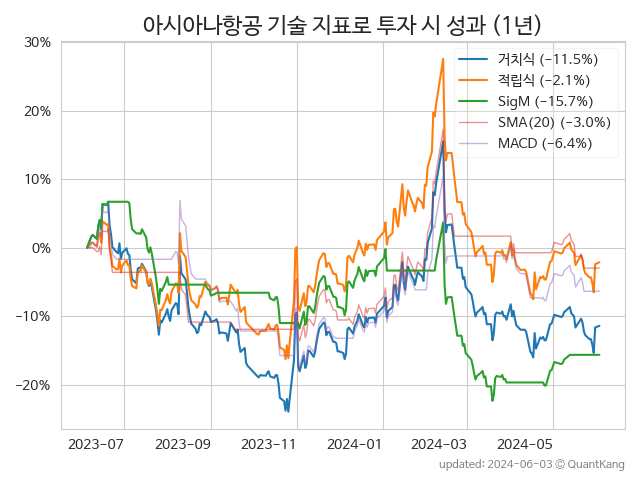 아시아나항공 기술 지표로 투자 시 성과 (1년)
30%
20%
10%
0%
−10%
−20%
거치식 (−11.5%)
적립식 (−2.1%)
SigM (−15.7%)
SMA(20) (−3.0%)
MACD (−6.4%)
2023−07
2023−09
2023−11
2024−01
2024−03
2024−05
updated: 2024-06-03 © QuantKang